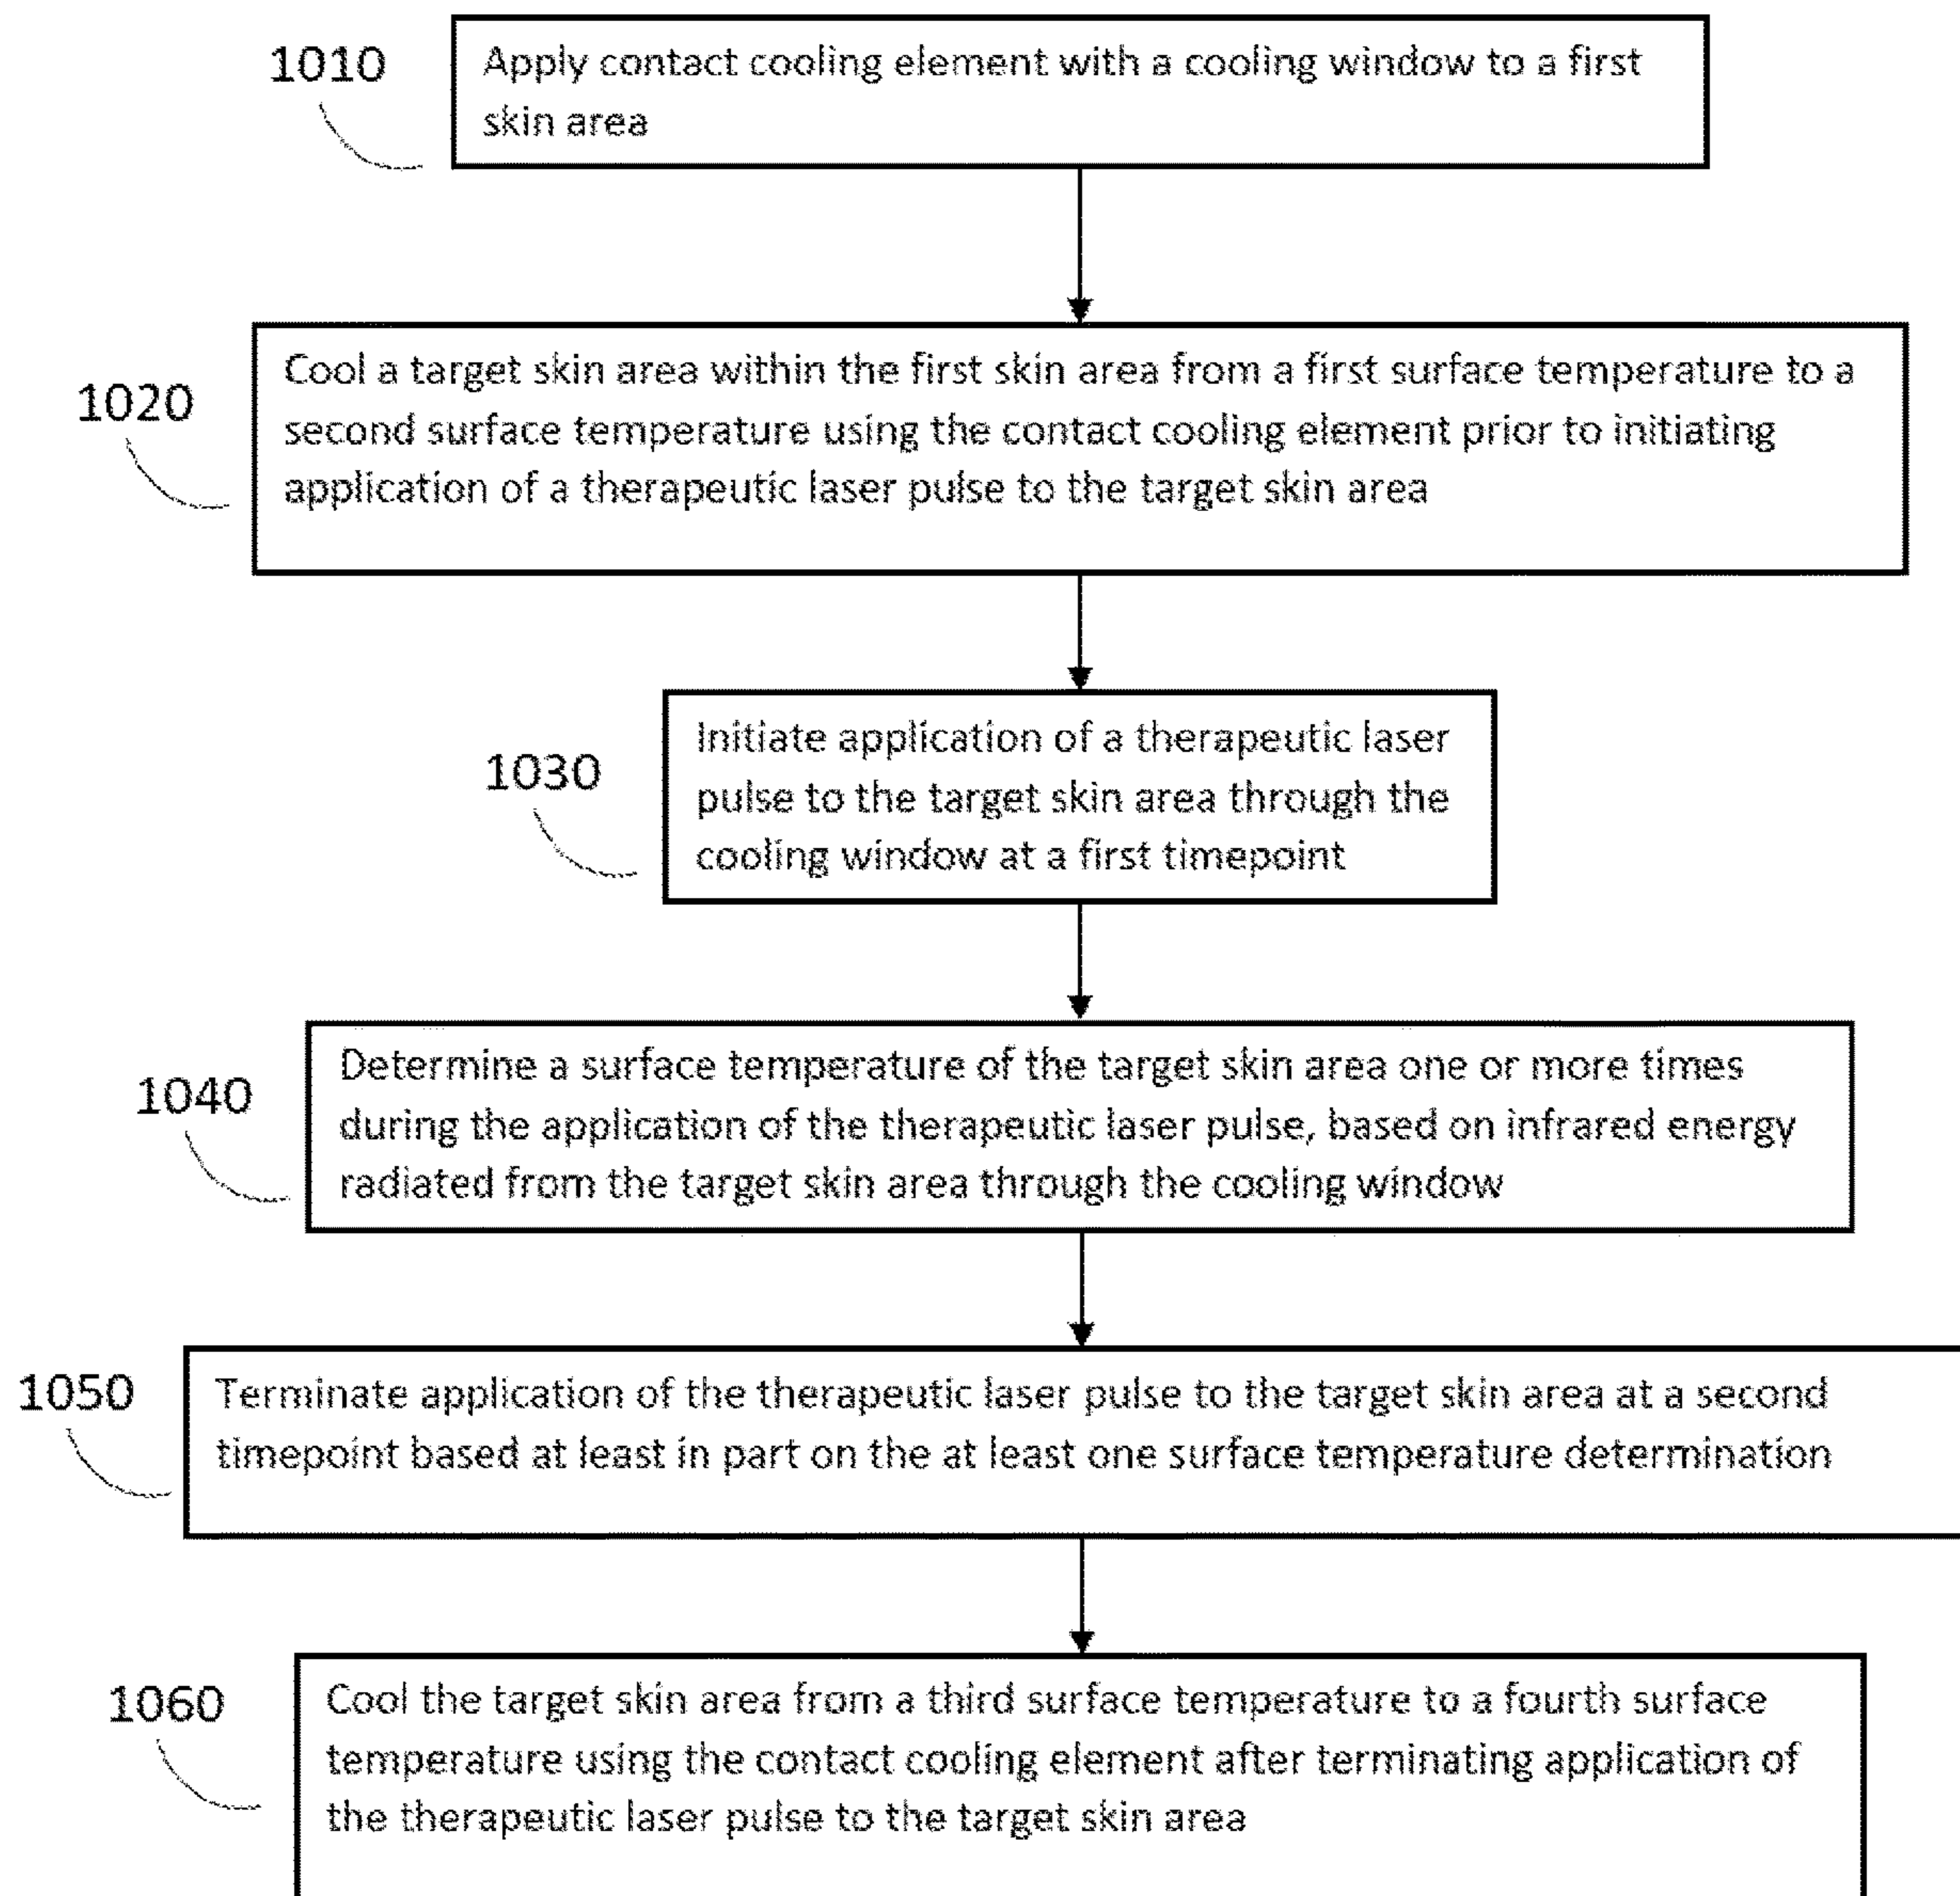 1010
Apply contact cooling element with a cooling window to a first
skin area
1020
Cool a target skin area within the first skin area from a first surface temperature to a
second surface temperature using the contact cooling element prior to initiating
application of a therapeutic laser pulse to the target skin area
1030
Initiate application of a therapeutic laser
pulse to the target skin area through the
cooling window at a first timepoint
1040
Determine a surface temperature of the target skin area one or more times
during the application of the therapeutic laser pulse, based on infrared energy
radiated from the target skin area through the cooling window
1050
Terminate application of the therapeutic laser pulse to the target skin area at a second
timepoint based at least in part on the at least one surface temperature determination
1060
Cool the target skin area from a third surface temperature to a fourth surface
temperature using the contact cooling element after terminating application of
the therapeutic laser pulse to the target skin area